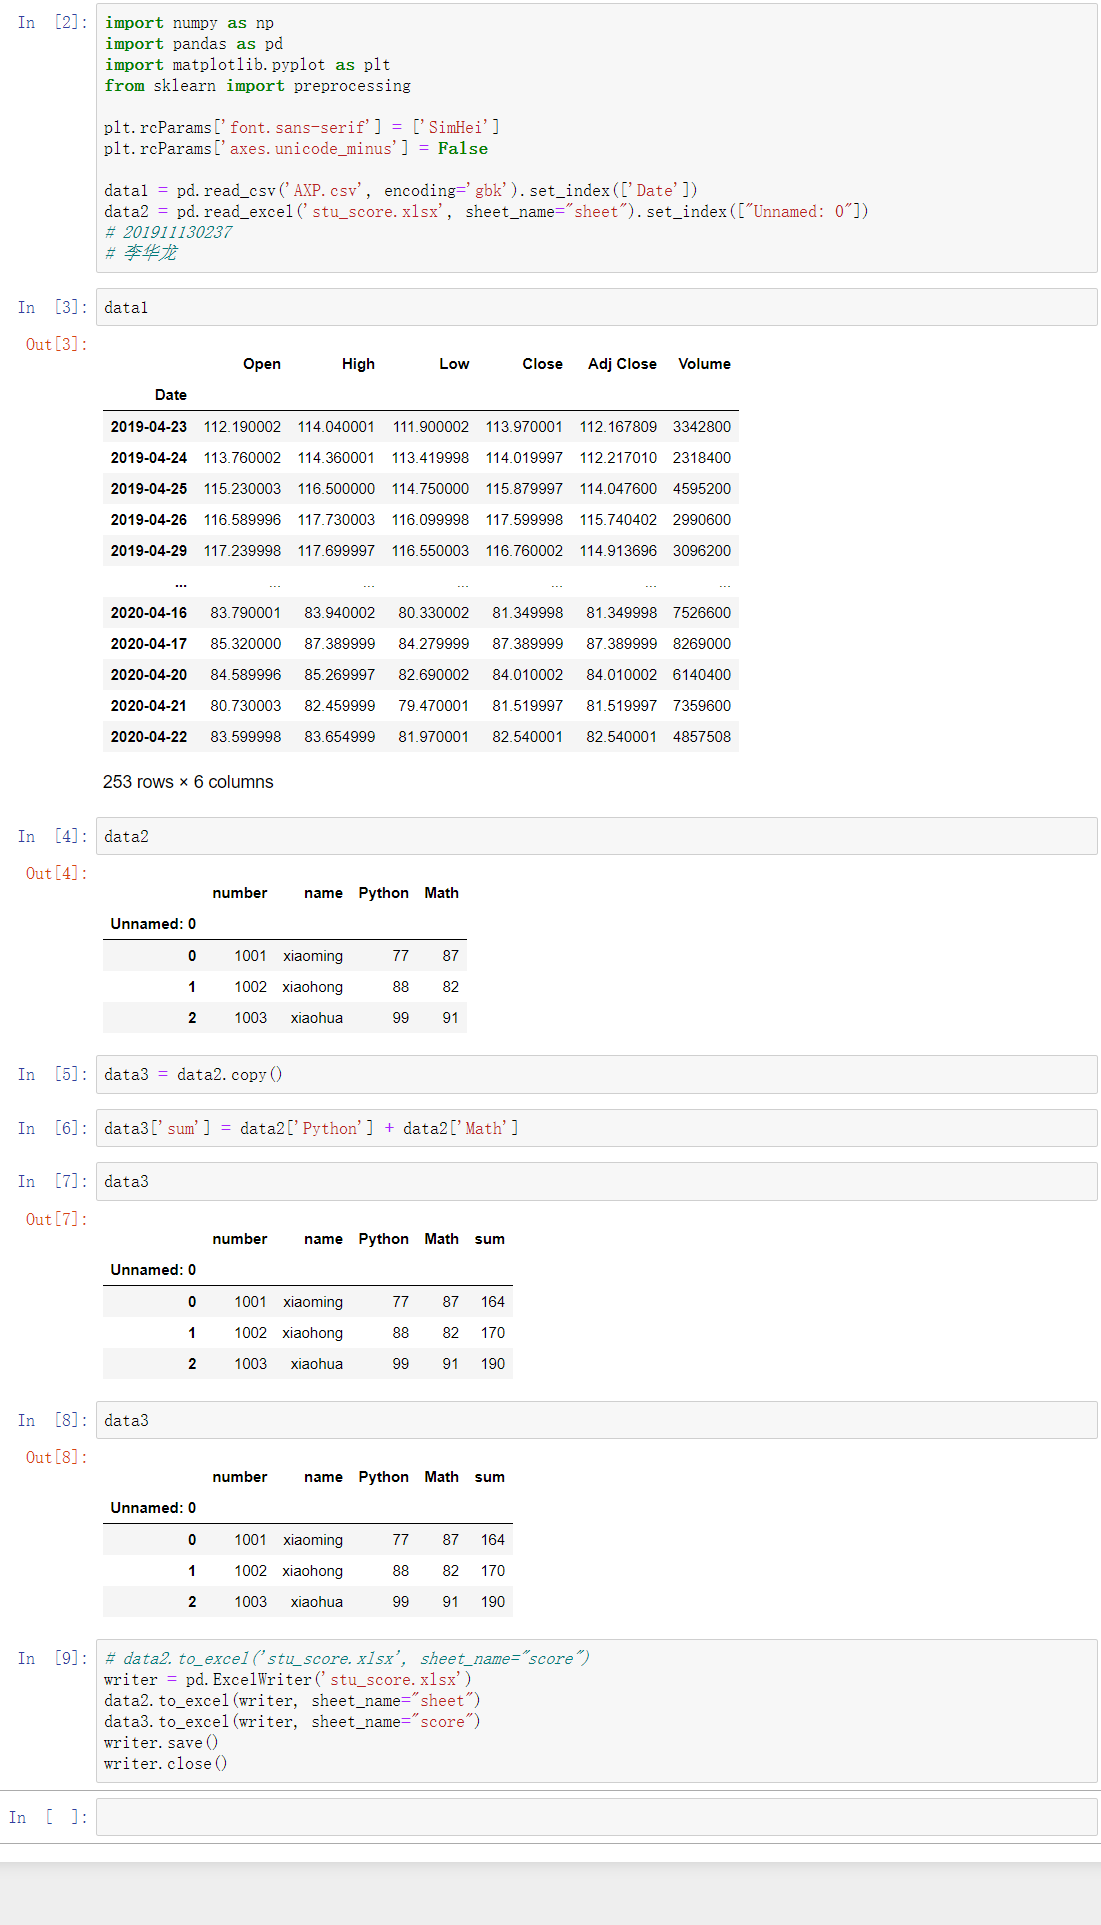 In [2]:
import numpy as np
import pandas as pd
import matplotlib.pyplot as plt
from sklearn import preprocessing
plt.rcParams['font.sans-serif'] = ['SimHei']
plt.rcParams['axes.unicode_minus'] = False
data1 = pd.read_csv('AXP.csv', encoding='gbk').set_index(['Date'])
data2 = pd.read_excel('stu_score.xlsx', sheet_name="sheet").set_index(["Unnamed: 0"])
# 201911130237
# 李华龙
In [3]: data1
Out[3]:
Open High Low Close Adj Close Volume
Date
2019-04-23 112.190002 114.040001 111.900002 113.970001 112.167809 3342800
2019-04-24 113.760002 114.360001 113.419998 114.019997 112.217010 2318400
2019-04-25 115.230003 116.500000 114.750000 115.879997 114.047600 4595200
2019-04-26 116.589996 117.730003 116.099998 117.599998 115.740402 2990600
2019-04-29 117.239998 117.699997 116.550003 116.760002 114.913696 3096200
... ... ... ... ... ... ...
2020-04-16 83.790001 83.940002 80.330002 81.349998 81.349998 7526600
2020-04-17 85.320000 87.389999 84.279999 87.389999 87.389999 8269000
2020-04-20 84.589996 85.269997 82.690002 84.010002 84.010002 6140400
2020-04-21 80.730003 82.459999 79.470001 81.519997 81.519997 7359600
2020-04-22 83.599998 83.654999 81.970001 82.540001 82.540001 4857508
253 rows × 6 columns
In [4]: data2
Out[4]:
number name Python Math
Unnamed: 0
0 1001 xiaoming 77 87
1 1002 xiaohong 88 82
2 1003 xiaohua 99 91
In [5]: data3 = data2.copy()
In [6]: data3['sum'] = data2['Python'] + data2['Math']
In [7]: data3
Out[7]:
number name Python Math sum
Unnamed: 0
0 1001 xiaoming 77 87 164
1 1002 xiaohong 88 82 170
2 1003 xiaohua 99 91 190
In [8]: data3
Out[8]:
number name Python Math sum
Unnamed: 0
0 1001 xiaoming 77 87 164
1 1002 xiaohong 88 82 170
2 1003 xiaohua 99 91 190
In [9]:
# data2.to_excel('stu_score.xlsx', sheet_name="score")
writer = pd.ExcelWriter('stu_score.xlsx')
data2.to_excel(writer, sheet_name="sheet")
data3.to_excel(writer, sheet_name="score")
writer.save()
writer.close()
In [ ]: